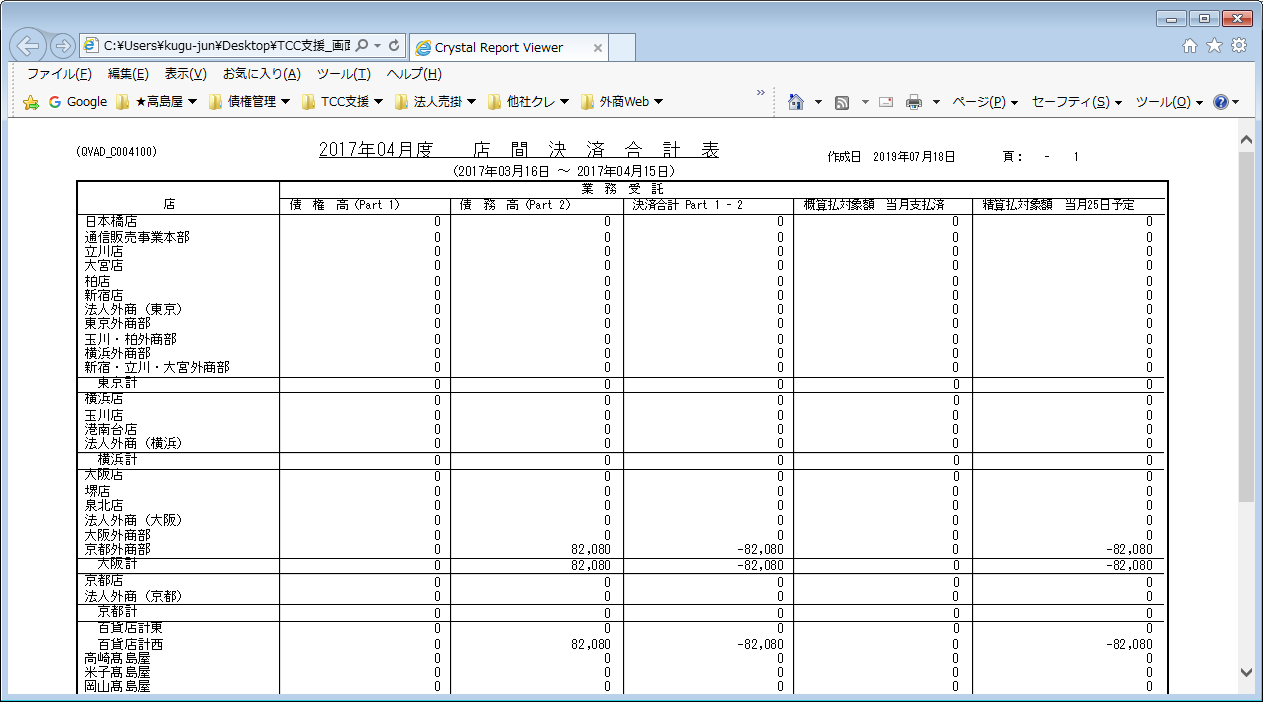 C:¥Users¥kugu-jun¥Desktop¥TCC支援_画面
Crystal Report Viewer
ファイル(F) 編集(E) 表示(V) お気に入り(A) ツール(T) ヘルプ(H)
Google ★高島屋 債権管理 TCC支援 法人売掛 他社クレ 外商Web » ページ(P) セーフティ(S) ツール(O)
(QVAD_C004100) 2017年04月度 店 間 決 済 合 計 表 作成日 2019年07月18日 頁： - 1
(2017年03月16日 ～ 2017年04月15日)
業 務 受 託
店 債 権 高 (Part 1) 債 務 高 (Part 2) 決済合計 Part 1 - 2 概算払対象額 当月支払済 精算払対象額 当月25日予定
日本橋店 0 0 0 0 0
通信販売事業本部 0 0 0 0 0
立川店 0 0 0 0 0
大宮店 0 0 0 0 0
柏店 0 0 0 0 0
新宿店 0 0 0 0 0
法人外商（東京） 0 0 0 0 0
東京外商部 0 0 0 0 0
玉川・柏外商部 0 0 0 0 0
横浜外商部 0 0 0 0 0
新宿・立川・大宮外商部 0 0 0 0 0
東京計 0 0 0 0 0
横浜店 0 0 0 0 0
玉川店 0 0 0 0 0
港南台店 0 0 0 0 0
法人外商（横浜） 0 0 0 0 0
横浜計 0 0 0 0 0
大阪店 0 0 0 0 0
堺店 0 0 0 0 0
泉北店 0 0 0 0 0
法人外商（大阪） 0 0 0 0 0
大阪外商部 0 0 0 0 0
京都外商部 0 82,080 -82,080 0 -82,080
大阪計 0 82,080 -82,080 0 -82,080
京都店 0 0 0 0 0
法人外商（京都） 0 0 0 0 0
京都計 0 0 0 0 0
百貨店計東 0 0 0 0 0
百貨店計西 0 82,080 -82,080 0 -82,080
高崎髙島屋 0 0 0 0 0
米子髙島屋 0 0 0 0 0
岡山髙島屋 0 0 0 0 0